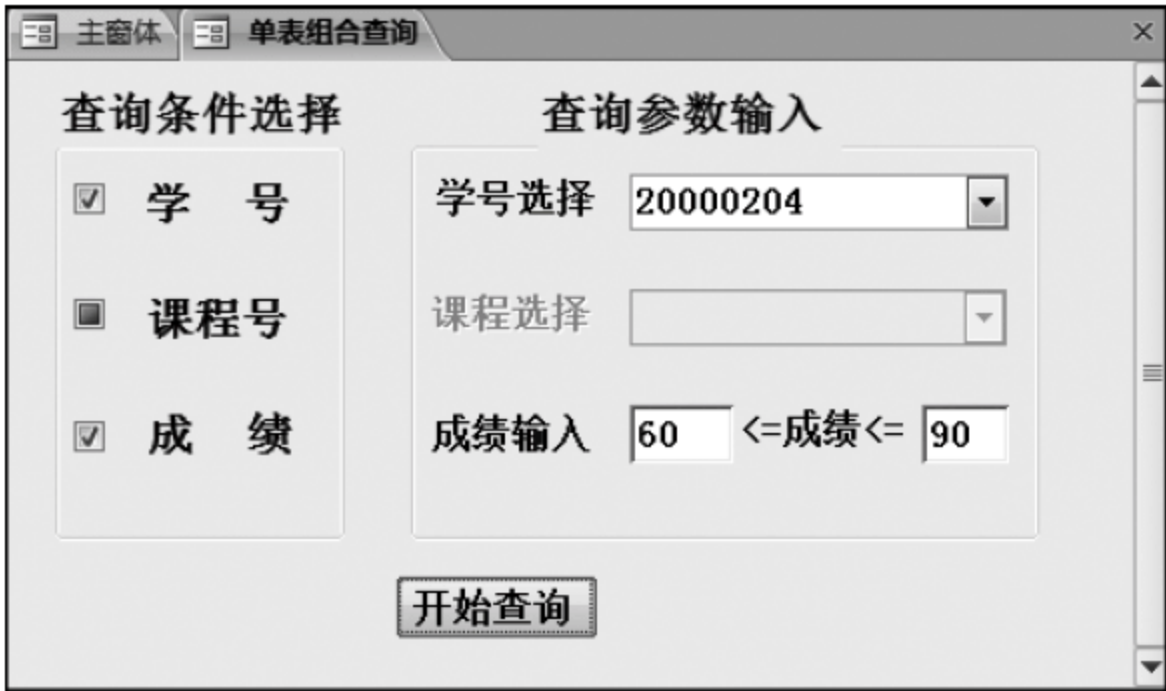 主窗体 单表组合查询
查询条件选择 查询参数输入
学 号 学号选择 20000204
课程号 课程选择
成 绩 成绩输入 60 <=成绩<= 90
开始查询